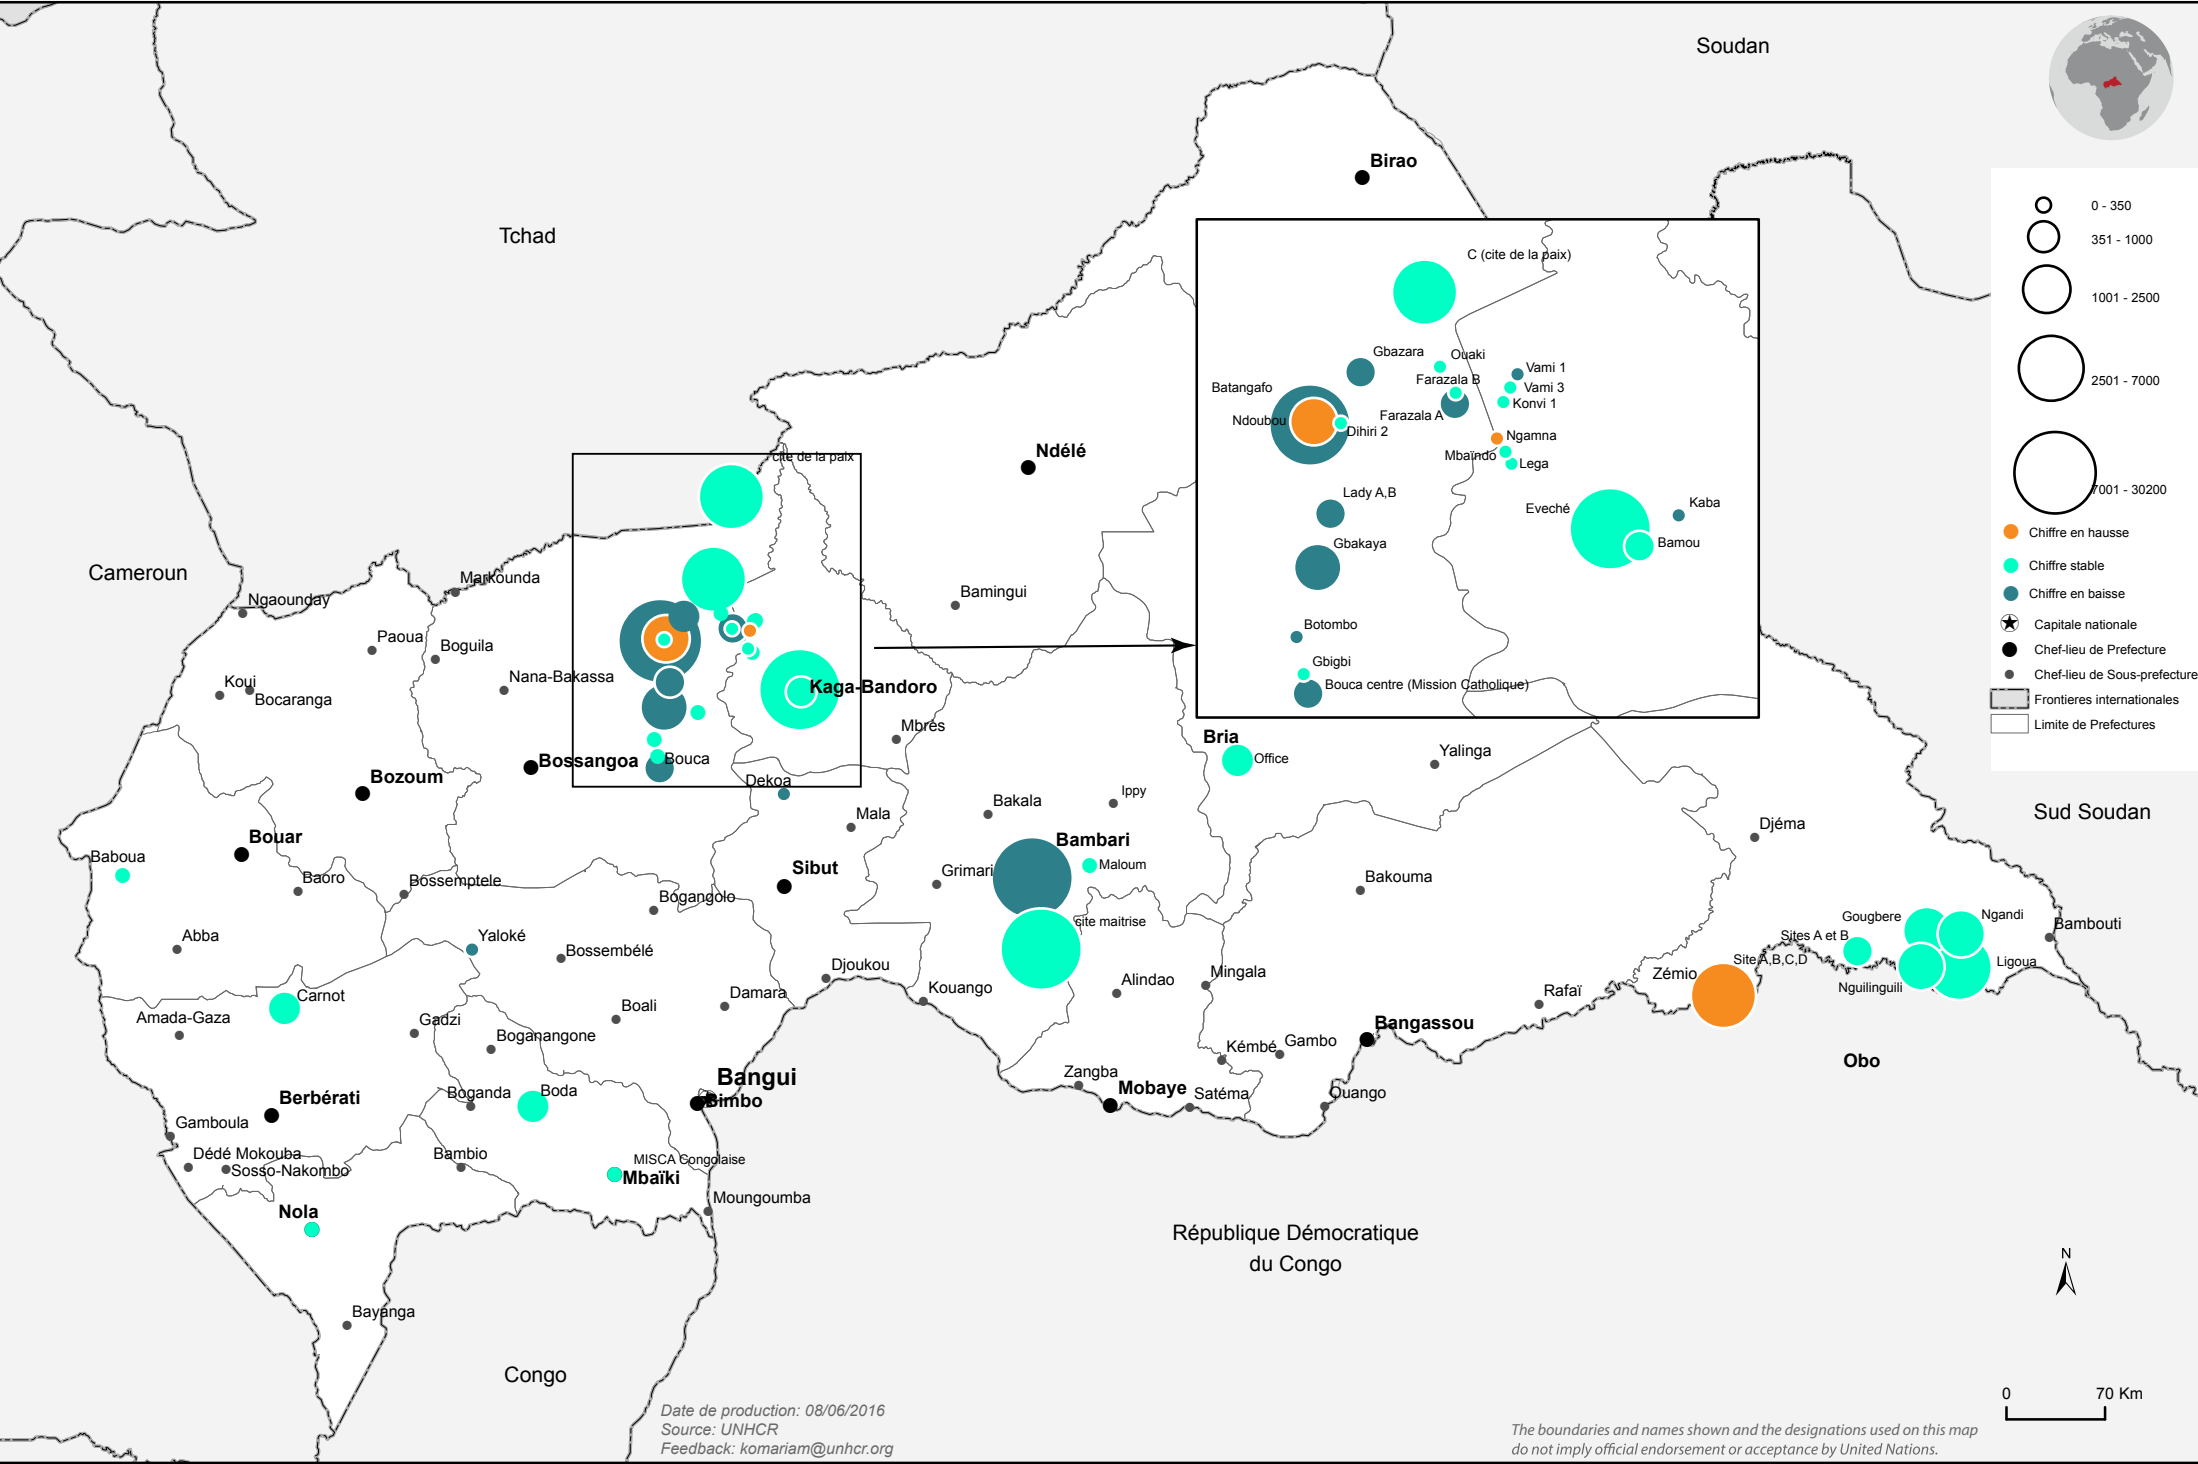 Soudan
Tchad
Cameroun
Sud Soudan
République Démocratique
du Congo
Congo
Birao
Ndélé
cite de la paix
Bamingui
Markounda
Ngaounday
Paoua
Boguila
Koui
Bocaranga
Nana-Bakassa
Kaga-Bandoro
Mbrès
Bossangoa
Bouca
Bozoum
Dekoa
Mala
Bakala
Ippy
Bria
Office
Yalinga
Bouar
Baboua
Baoro
Bossemptele
Bogangolo
Sibut
Grimari
Bambari
Maloum
cite maitrise
Bakouma
Djéma
Abba
Yaloké
Bossembélé
Djoukou
Kouango
Alindao
Mingala
Rafaï
Zémio
Site A,B,C,D
Sites A et B
Gougbere
Ngandi
Bambouti
Ligoua
Nguilinguili
Obo
Carnot
Amada-Gaza
Gadzi
Boali
Damara
Boganangone
Bangui
Bimbo
Boganda
Boda
Berbérati
Gamboula
Dédé Mokouba
Sosso-Nakombo
Bambio
MISCA Congolaise
Mbaïki
Moungoumba
Nola
Bayanga
Zangba
Mobaye
Satéma
Kémbé
Gambo
Bangassou
Ouango
C (cite de la paix)
Gbazara
Ouaki
Vami 1
Farazala B
Vami 3
Batangafo
Konvi 1
Farazala A
Ndoubou
Dihiri 2
Ngamna
Mbaïndo
Lega
Lady A,B
Eveché
Kaba
Gbakaya
Bamou
Botombo
Gbigbi
Bouca centre (Mission Catholique)
0 - 350
351 - 1000
1001 - 2500
2501 - 7000
7001 - 30200
Chiffre en hausse
Chiffre stable
Chiffre en baisse
Capitale nationale
Chef-lieu de Prefecture
Chef-lieu de Sous-prefecture
Frontieres internationales
Limite de Prefectures
N
0 70 Km
Date de production: 08/06/2016
Source: UNHCR
Feedback: komariam@unhcr.org
The boundaries and names shown and the designations used on this map
do not imply official endorsement or acceptance by United Nations.